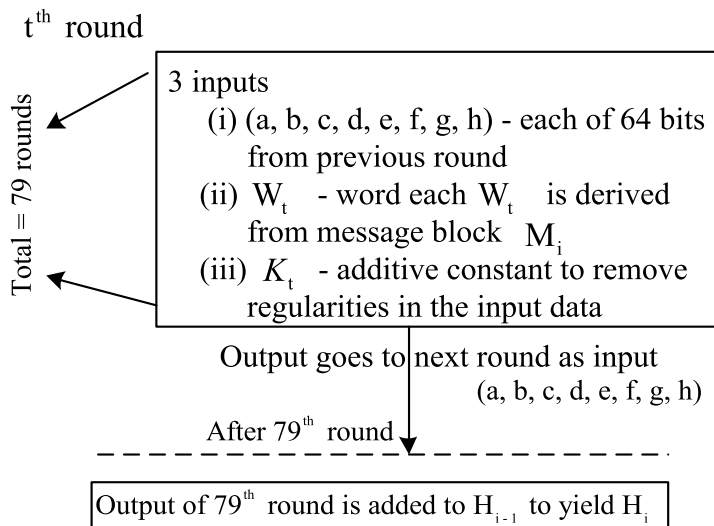 t^th round
Total = 79 rounds
3 inputs
(i) (a, b, c, d, e, f, g, h) - each of 64 bits
from previous round
(ii) W_t - word each W_t is derived
from message block M_i
(iii) K_t - additive constant to remove
regularities in the input data
Output goes to next round as input
(a, b, c, d, e, f, g, h)
After 79^th round
Output of 79^th round is added to H_i-1 to yield H_i